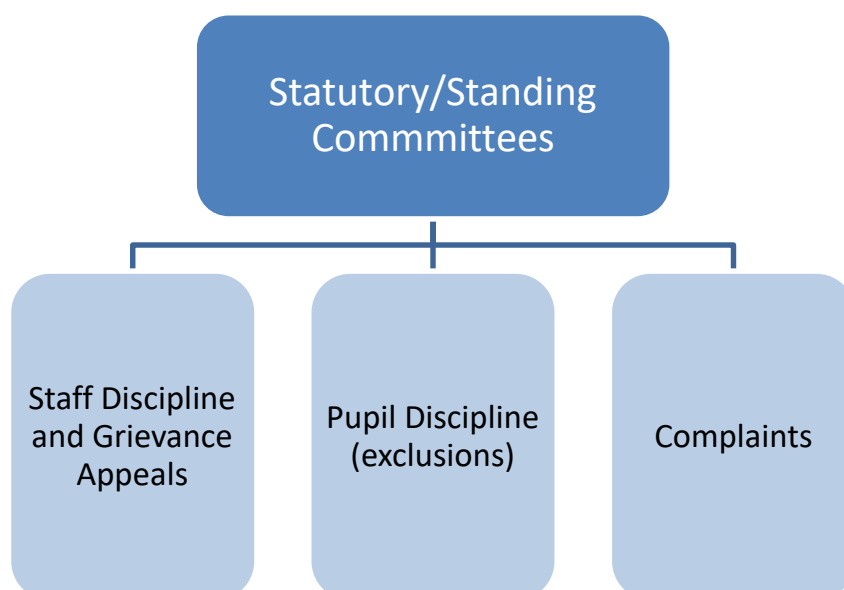 Statutory/Standing
Commmittees
Staff Discipline
and Grievance
Appeals
Pupil Discipline
(exclusions)
Complaints